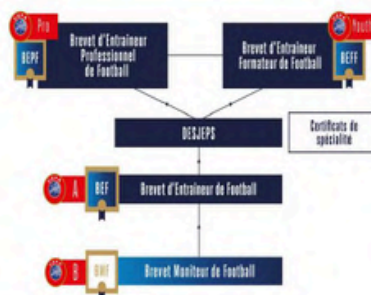 Pro
BEPF
Brevet d'Entraîneur
Professionnel
de Football
Brevet d'Entraîneur
Formateur de Football
Youth
BEFF
DESJEPS
Certificats de
spécialité
A
BEF
Brevet d'Entraîneur de Football
B
BMF
Brevet Moniteur de Football